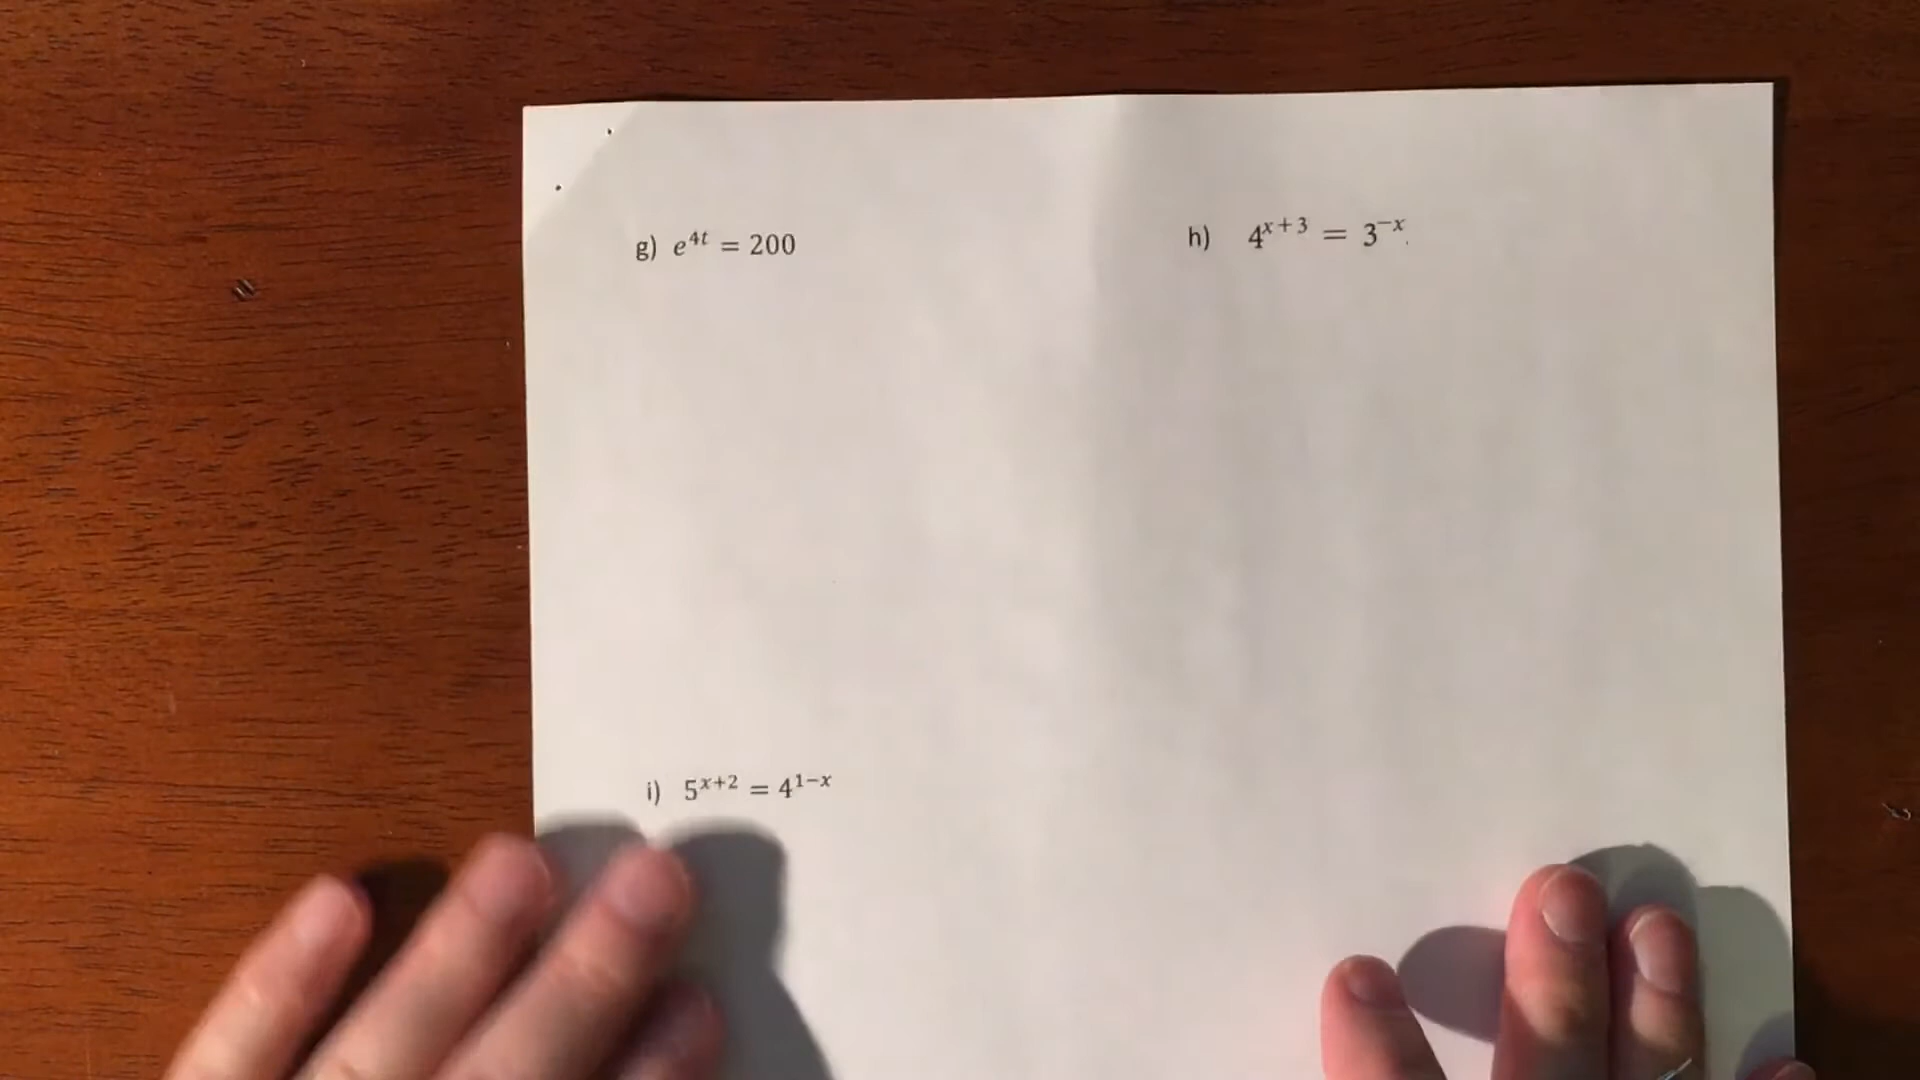 g) e^{4t} = 200
h) 4^{x+3} = 3^{-x}.
i) 5^{x+2} = 4^{1-x}